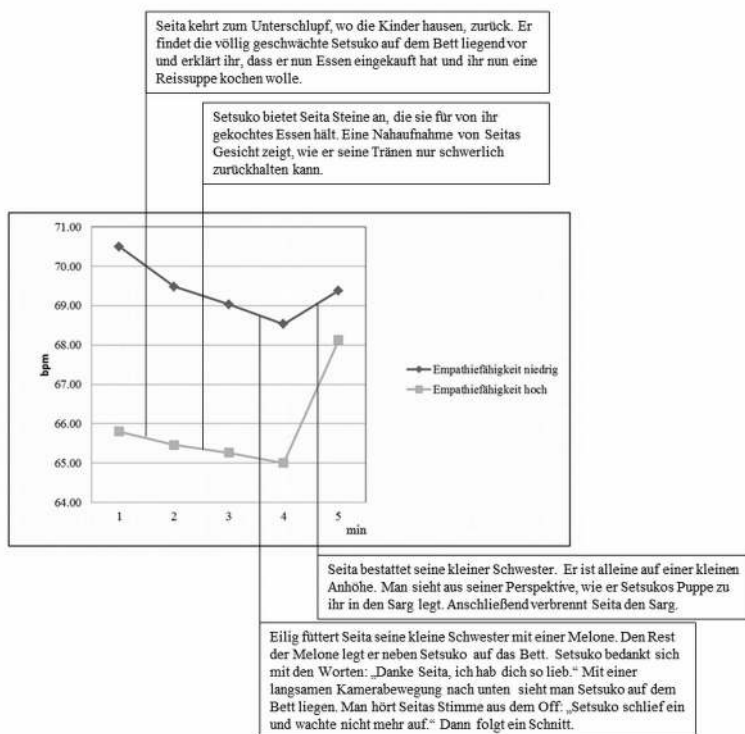 Seita kehrt zum Unterschlupf, wo die Kinder hausen, zurück. Er
findet die völlig geschwächte Setsuko auf dem Bett liegend vor
und erklärt ihr, dass er nun Essen eingekauft hat und ihr nun eine
Reissuppe kochen wolle.
Setsuko bietet Seita Steine an, die sie für von ihr
gekochtes Essen hält. Eine Nahaufnahme von Seitas
Gesicht zeigt, wie er seine Tränen nur schwerlich
zurückhalten kann.
71.00
70.00
69.00
68.00
67.00
66.00
65.00
64.00
bpm
1 2 3 4 5
min
Empathiefähigkeit niedrig
Empathiefähigkeit hoch
Seita bestattet seine kleiner Schwester. Er ist alleine auf einer kleinen
Anhöhe. Man sieht aus seiner Perspektive, wie er Setsukos Puppe zu
ihr in den Sarg legt. Anschließend verbrennt Seita den Sarg.
Eilig füttert Seita seine kleine Schwester mit einer Melone. Den Rest
der Melone legt er neben Setsuko auf das Bett. Setsuko bedankt sich
mit den Worten: „Danke Seita, ich hab dich so lieb.“ Mit einer
langsamen Kamerabewegung nach unten sieht man Setsuko auf dem
Bett liegen. Man hört Seitas Stimme aus dem Off: „Setsuko schlief ein
und wachte nicht mehr auf.“ Dann folgt ein Schnitt.